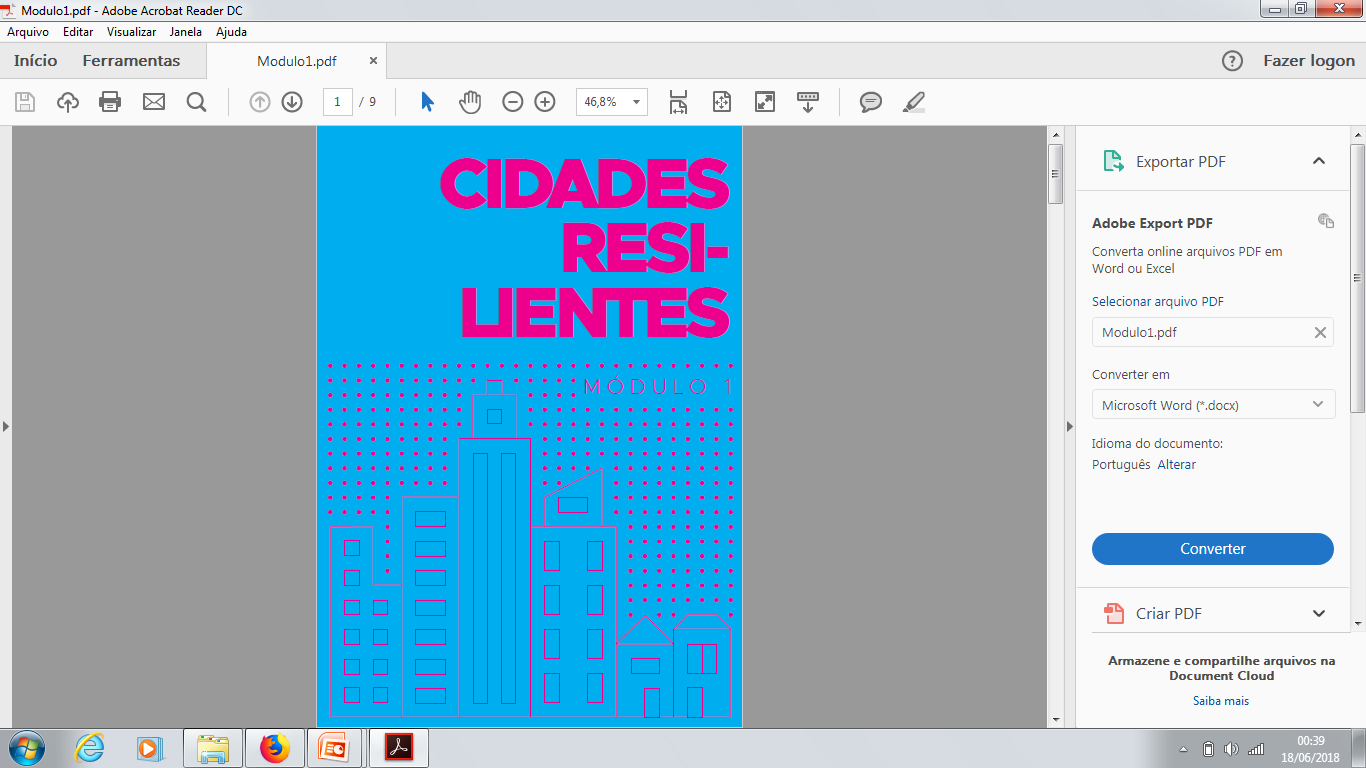 Modulo1.pdf - Adobe Acrobat Reader DC
Arquivo Editar Visualizar Janela Ajuda
Início Ferramentas Modulo1.pdf × Fazer logon
1 / 9 46,8%
CIDADES
RESI-
LIENTES
MÓDULO 1
Exportar PDF
Adobe Export PDF
Converta online arquivos PDF em
Word ou Excel
Selecionar arquivo PDF
Modulo1.pdf
Converter em
Microsoft Word (*.docx)
Idioma do documento:
Português Alterar
Converter
Criar PDF
Armazene e compartilhe arquivos na
Document Cloud
Saiba mais
00:39
18/06/2018